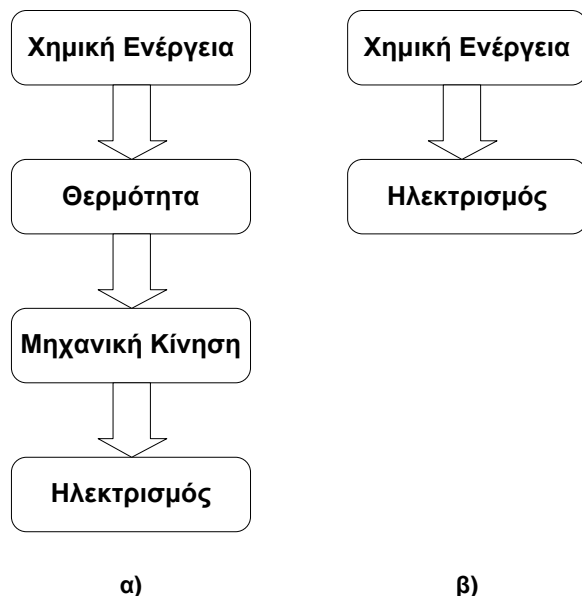 Χημική Ενέργεια
Θερμότητα
Μηχανική Κίνηση
Ηλεκτρισμός
α)
Χημική Ενέργεια
Ηλεκτρισμός
β)